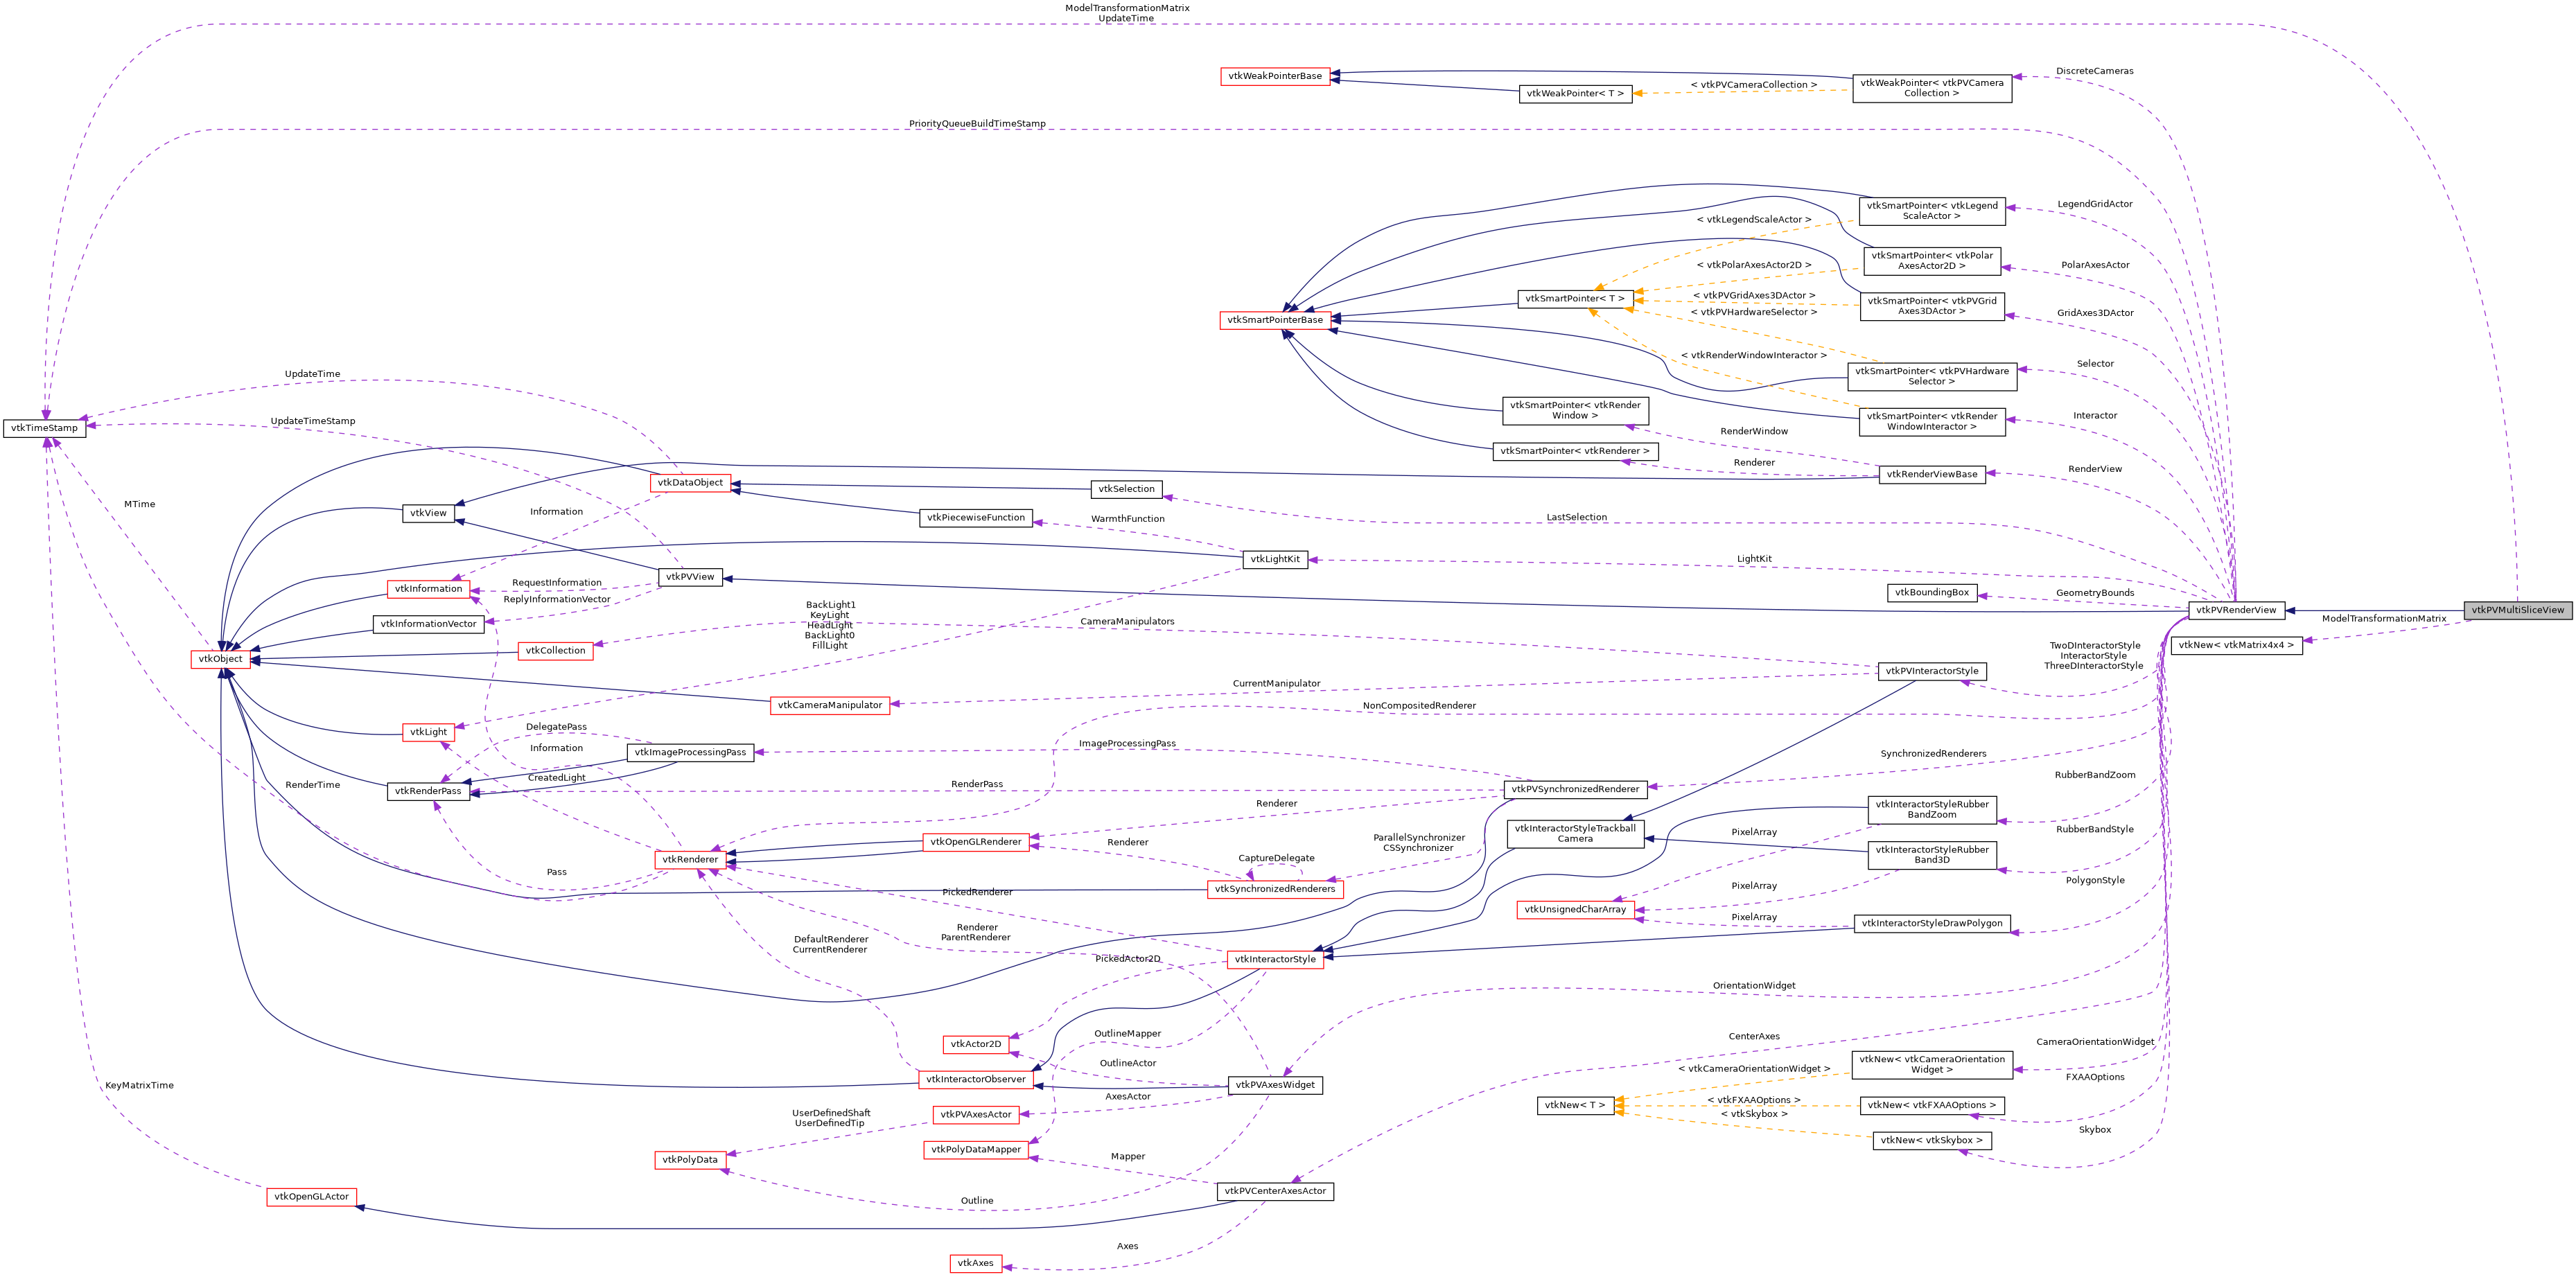 ModelTransformationMatrix
UpdateTime
DiscreteCameras
vtkWeakPointerBase
vtkWeakPointer< T >
< vtkPVCameraCollection >
vtkWeakPointer< vtkPVCamera
Collection >
PriorityQueueBuildTimeStamp
vtkSmartPointer< vtkLegend
ScaleActor >
LegendGridActor
< vtkLegendScaleActor >
vtkSmartPointer< vtkPolar
AxesActor2D >
PolarAxesActor
< vtkPolarAxesActor2D >
vtkSmartPointer< T >
< vtkPVGridAxes3DActor >
vtkSmartPointer< vtkPVGrid
Axes3DActor >
GridAxes3DActor
< vtkPVHardwareSelector >
vtkSmartPointerBase
< vtkRenderWindowInteractor >
vtkSmartPointer< vtkPVHardware
Selector >
Selector
UpdateTime
vtkSmartPointer< vtkRender
Window >
vtkSmartPointer< vtkRender
WindowInteractor >
Interactor
UpdateTimeStamp
vtkTimeStamp
RenderWindow
vtkSmartPointer< vtkRenderer >
Renderer
vtkRenderViewBase
RenderView
vtkDataObject
vtkSelection
MTime
vtkView
Information
vtkPiecewiseFunction
WarmthFunction
LastSelection
vtkLightKit
LightKit
vtkPVView
RequestInformation
vtkInformation
ReplyInformationVector
vtkInformationVector
vtkBoundingBox
GeometryBounds
vtkPVRenderView
vtkPVMultiSliceView
ModelTransformationMatrix
vtkNew< vtkMatrix4x4 >
BackLight1
KeyLight
HeadLight
BackLight0
FillLight
CameraManipulators
vtkCollection
vtkObject
TwoDInteractorStyle
InteractorStyle
ThreeDInteractorStyle
vtkPVInteractorStyle
CurrentManipulator
vtkCameraManipulator
NonCompositedRenderer
vtkLight
DelegatePass
Information
vtkImageProcessingPass
ImageProcessingPass
SynchronizedRenderers
CreatedLight
RenderTime
vtkRenderPass
RenderPass
vtkPVSynchronizedRenderer
RubberBandZoom
Renderer
vtkInteractorStyleRubber
BandZoom
vtkInteractorStyleTrackball
Camera
PixelArray
RubberBandStyle
vtkOpenGLRenderer
Renderer
ParallelSynchronizer
CSSynchronizer
vtkInteractorStyleRubber
Band3D
vtkRenderer
CaptureDelegate
Pass
vtkSynchronizedRenderers
PickedRenderer
PixelArray
PolygonStyle
vtkUnsignedCharArray
PixelArray
vtkInteractorStyleDrawPolygon
Renderer
ParentRenderer
DefaultRenderer
CurrentRenderer
PickedActor2D
vtkInteractorStyle
OrientationWidget
OutlineMapper
CenterAxes
CameraOrientationWidget
vtkActor2D
OutlineActor
< vtkCameraOrientationWidget >
vtkNew< vtkCameraOrientation
Widget >
FXAAOptions
KeyMatrixTime
vtkInteractorObserver
vtkPVAxesWidget
AxesActor
vtkNew< T >
< vtkFXAAOptions >
vtkNew< vtkFXAAOptions >
UserDefinedShaft
UserDefinedTip
vtkPVAxesActor
< vtkSkybox >
Skybox
vtkNew< vtkSkybox >
vtkPolyDataMapper
Mapper
vtkPolyData
vtkOpenGLActor
Outline
vtkPVCenterAxesActor
Axes
vtkAxes